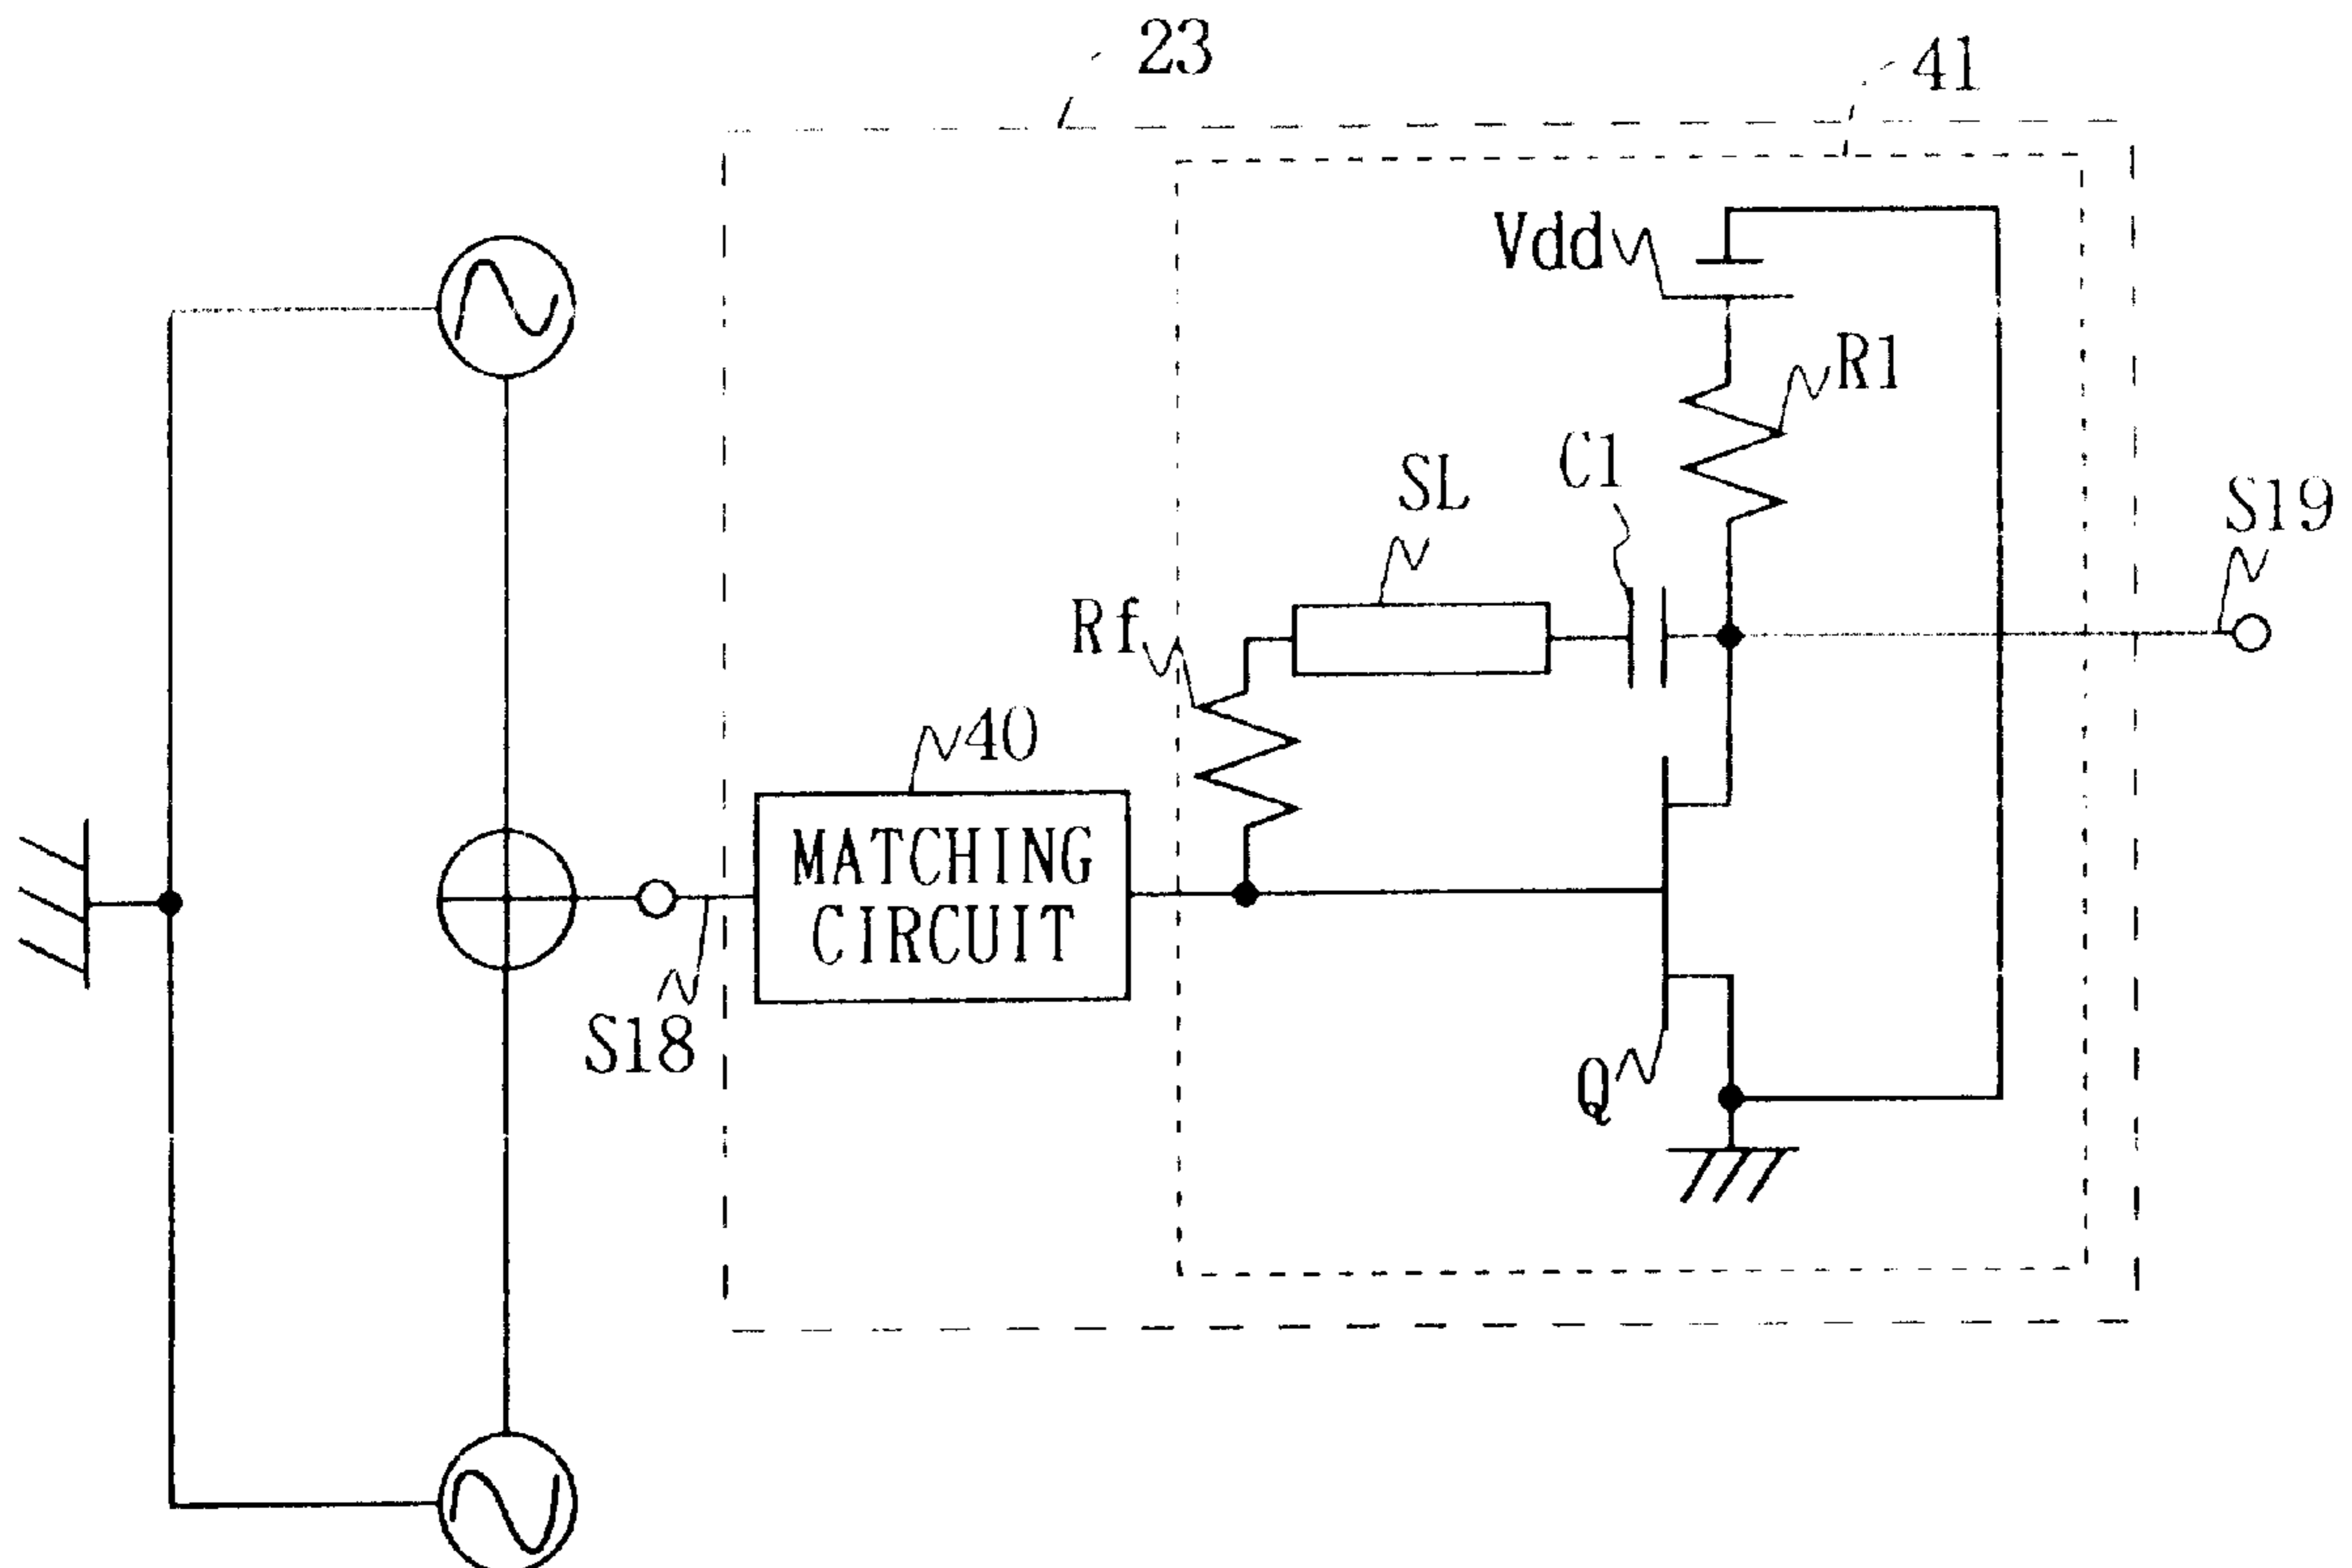 23
41
Vdd
R1
C1
SL
S19
Rf
40
MATCHING
CIRCUIT
S18
Q